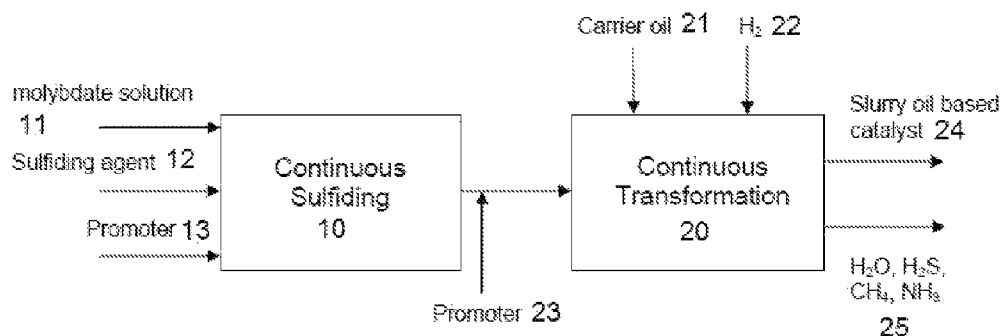 Carrier oil 21
H₂ 22
molybdate solution
11
Sulfiding agent 12
Promoter 13
Continuous
Sulfiding
10
Promoter 23
Continuous
Transformation
20
Slurry oil based
catalyst 24
H₂O, H₂S,
CH₄, NH₃
25